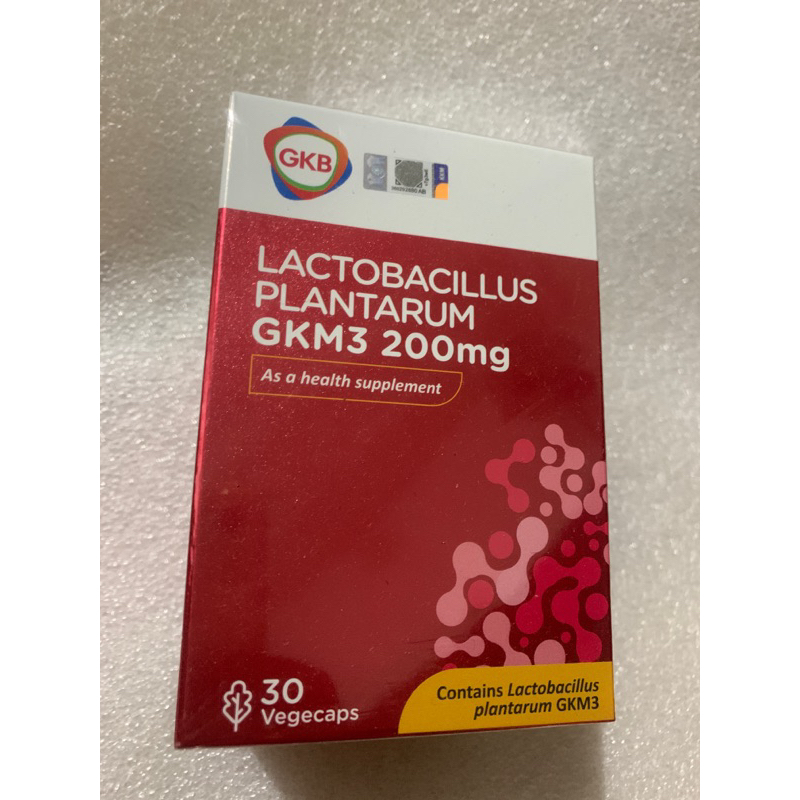 GKB
LACTOBACILLUS
PLANTARUM
GKM3 200mg
As a health supplement
30
Vegecaps
Contains Lactobacillus
plantarum GKM3